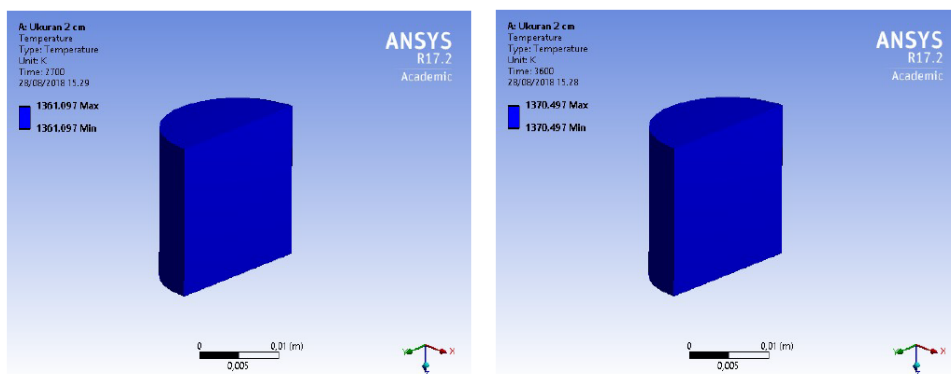 A: Ukuran 2 cm
Temperature
Type: Temperature
Unit: K
Time: 2700
28/08/2018 15.29
1361.097 Max
1361.097 Min
ANSYS
R17.2
Academic
0
0,01 (m)
0,005
Y
X
Z
A: Ukuran 2 cm
Temperature
Type: Temperature
Unit: K
Time: 3600
28/08/2018 15.28
1370.497 Max
1370.497 Min
ANSYS
R17.2
Academic
0
0,01 (m)
0,005
Y
X
Z